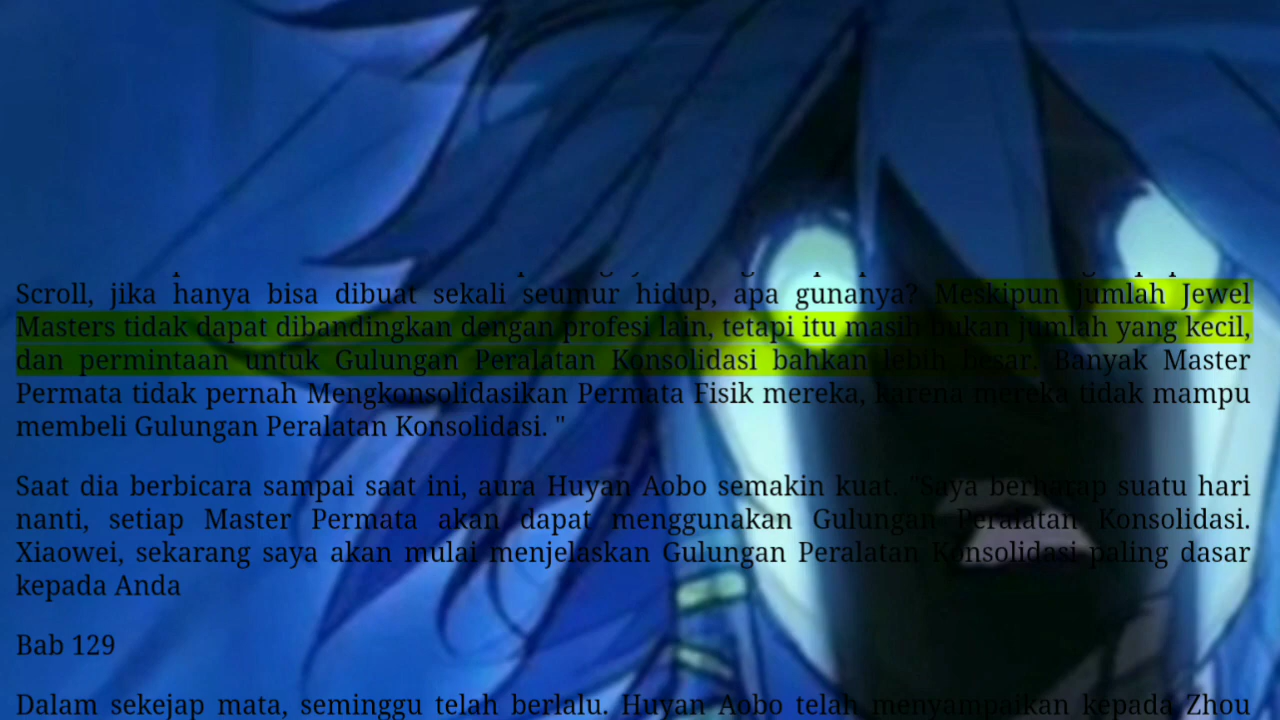 Scroll, jika hanya bisa dibuat sekali seumur hidup, apa gunanya? Meskipun jumlah Jewel
Masters tidak dapat dibandingkan dengan profesi lain, tetapi itu masih bukan jumlah yang kecil,
dan permintaan untuk Gulungan Peralatan Konsolidasi bahkan lebih besar. Banyak Master
Permata tidak pernah Mengkonsolidasikan Permata Fisik mereka, karena mereka tidak mampu
membeli Gulungan Peralatan Konsolidasi. "
Saat dia berbicara sampai saat ini, aura Huyan Aobo semakin kuat. "Saya berharap suatu hari
nanti, setiap Master Permata akan dapat menggunakan Gulungan Peralatan Konsolidasi.
Xiaowei, sekarang saya akan mulai menjelaskan Gulungan Peralatan Konsolidasi paling dasar
kepada Anda
Bab 129
Dalam sekejap mata, seminggu telah berlalu. Huyan Aobo telah menyampaikan kepada Zhou